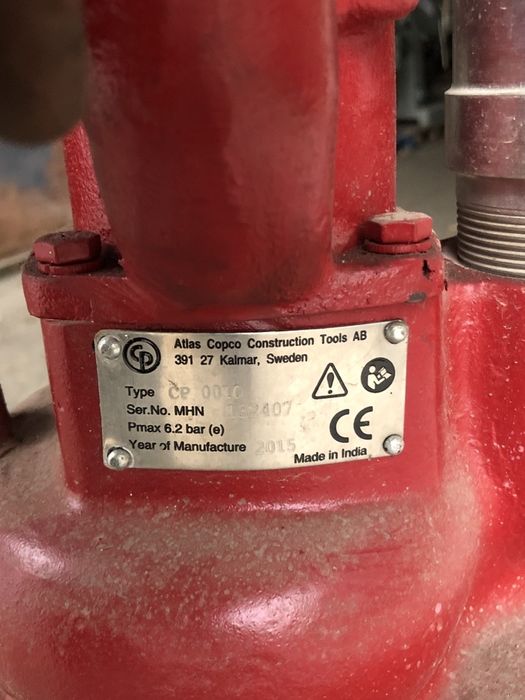 CP
Atlas Copco Construction Tools AB
391 27 Kalmar, Sweden
Type CP 0010
Ser.No. MHN
Pmax 6.2 bar (e)
Year of Manufacture 2015
CE
Made in India